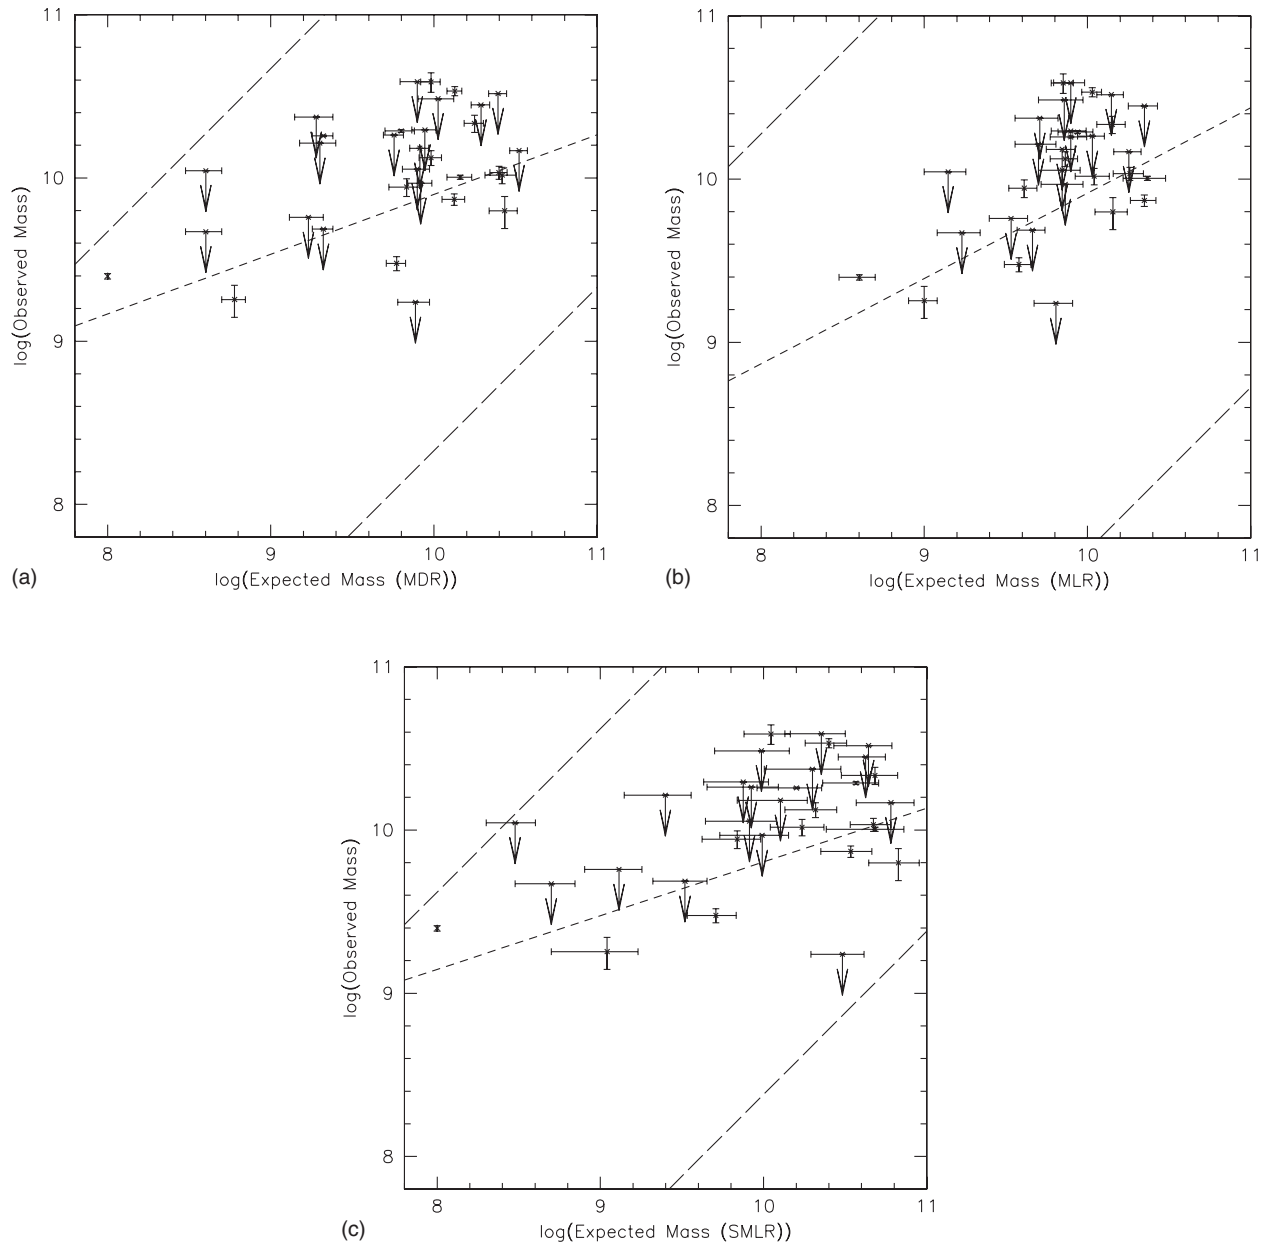 11
10
9
8
log(Observed Mass)
8 9 10 11
(a) log(Expected Mass (MDR))
11
10
9
8
log(Observed Mass)
8 9 10 11
(b) log(Expected Mass (MLR))
11
10
9
8
log(Observed Mass)
8 9 10 11
(c) log(Expected Mass (SMLR))